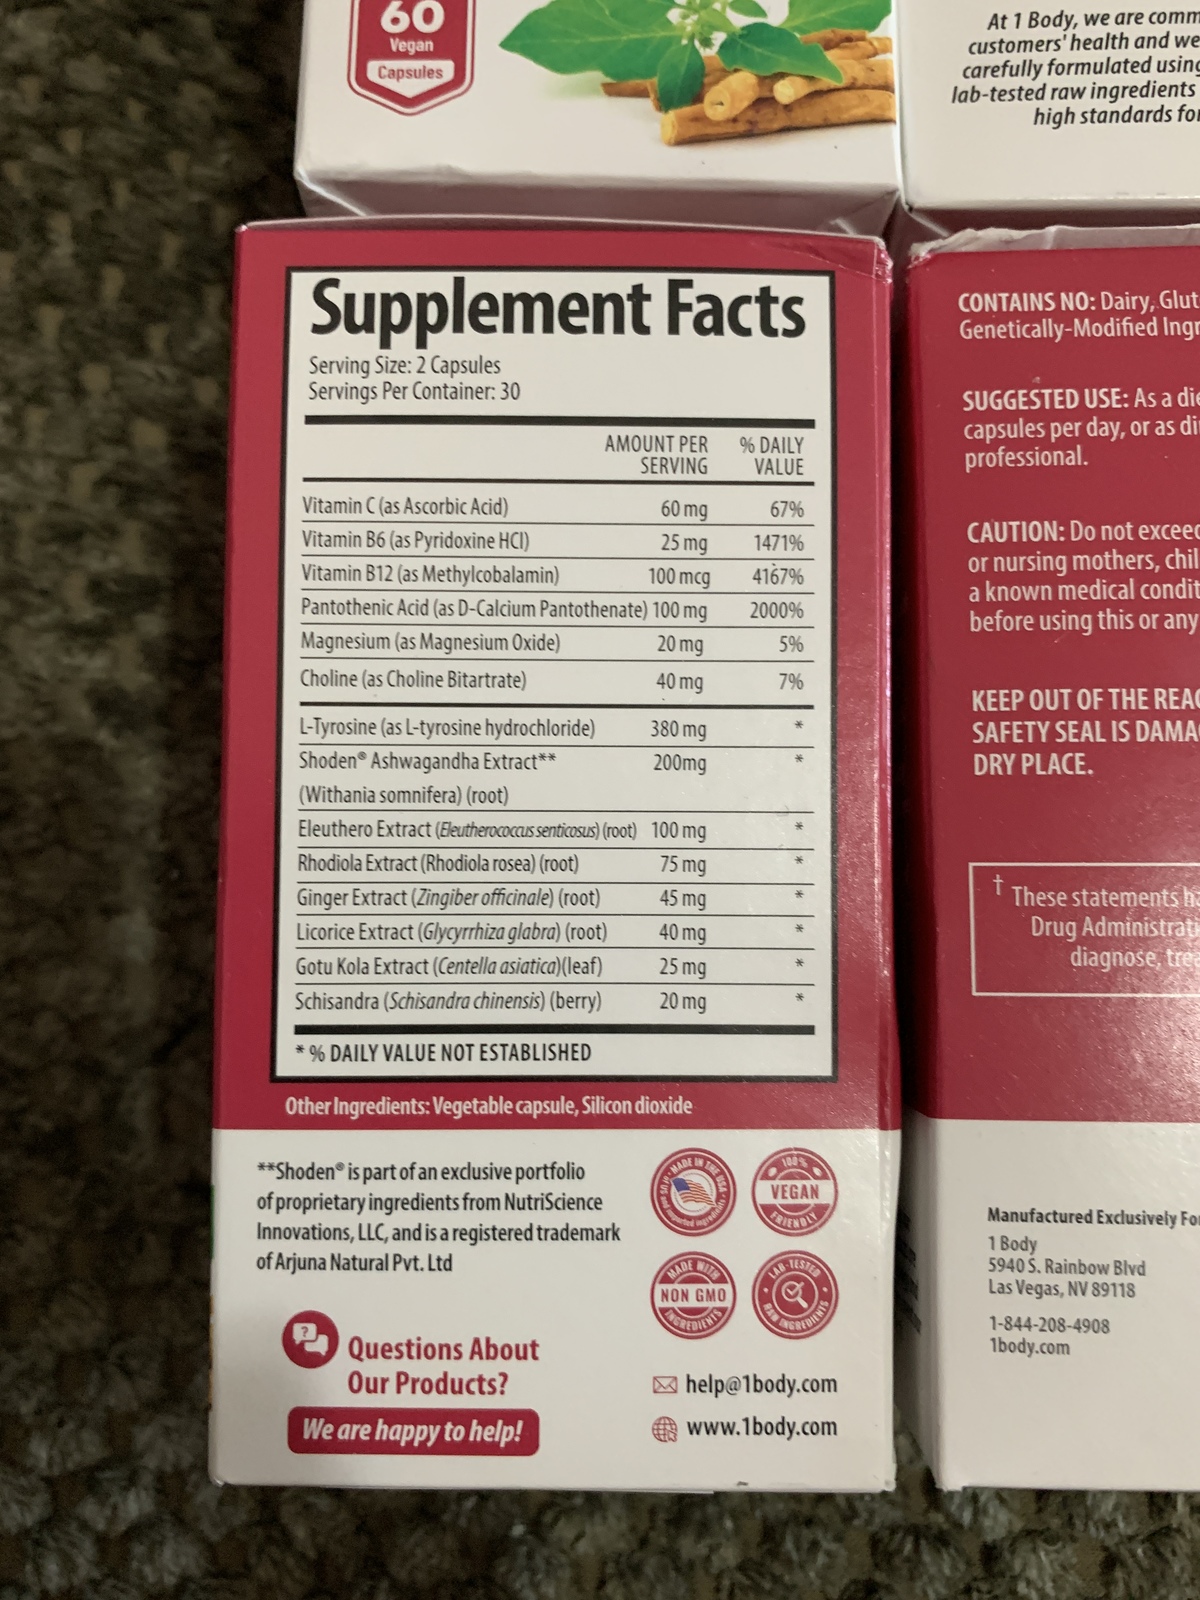 60
Vegan
Capsules
At 1 Body, we are comm
customers' health and we
carefully formulated using
lab-tested raw ingredients
high standards for
Supplement Facts
Serving Size: 2 Capsules
Servings Per Container: 30
AMOUNT PER SERVING % DAILY VALUE
Vitamin C (as Ascorbic Acid) 60 mg 67%
Vitamin B6 (as Pyridoxine HCl) 25 mg 1471%
Vitamin B12 (as Methylcobalamin) 100 mcg 4167%
Pantothenic Acid (as D-Calcium Pantothenate) 100 mg 2000%
Magnesium (as Magnesium Oxide) 20 mg 5%
Choline (as Choline Bitartrate) 40 mg 7%
L-Tyrosine (as L-tyrosine hydrochloride) 380 mg *
Shoden® Ashwagandha Extract** 200mg *
(Withania somnifera) (root)
Eleuthero Extract (Eleutherococcus senticosus) (root) 100 mg *
Rhodiola Extract (Rhodiola rosea) (root) 75 mg *
Ginger Extract (Zingiber officinale) (root) 45 mg *
Licorice Extract (Glycyrrhiza glabra) (root) 40 mg *
Gotu Kola Extract (Centella asiatica)(leaf) 25 mg *
Schisandra (Schisandra chinensis) (berry) 20 mg *
* % DAILY VALUE NOT ESTABLISHED
Other Ingredients: Vegetable capsule, Silicon dioxide
**Shoden® is part of an exclusive portfolio
of proprietary ingredients from NutriScience
Innovations, LLC, and is a registered trademark
of Arjuna Natural Pvt. Ltd
MADE IN THE USA
of US and imported ingredients
100%
VEGAN
FRIENDLY
MADE WITH
NON GMO
INGREDIENTS
LAB-TESTED
RAW INGREDIENTS
Questions About
Our Products?
We are happy to help!
help@1body.com
www.1body.com
CONTAINS NO: Dairy, Glut
Genetically-Modified Ingr
SUGGESTED USE: As a die
capsules per day, or as di
professional.
CAUTION: Do not exceed
or nursing mothers, chil
a known medical condit
before using this or any
KEEP OUT OF THE REAC
SAFETY SEAL IS DAMA
DRY PLACE.
† These statements ha
Drug Administrati
diagnose, trea
Manufactured Exclusively For
1 Body
5940 S. Rainbow Blvd
Las Vegas, NV 89118
1-844-208-4908
1body.com